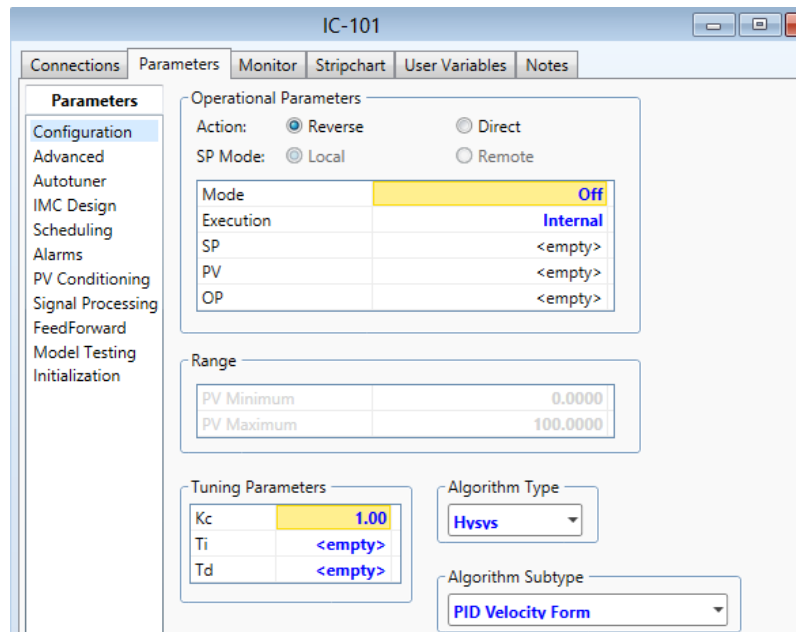 IC-101
Connections Parameters Monitor Stripchart User Variables Notes
Parameters
Configuration
Advanced
Autotuner
IMC Design
Scheduling
Alarms
PV Conditioning
Signal Processing
FeedForward
Model Testing
Initialization
Operational Parameters
Action: Reverse Direct
SP Mode: Local Remote
Mode Off
Execution Internal
SP <empty>
PV <empty>
OP <empty>
Range
PV Minimum 0.0000
PV Maximum 100.0000
Tuning Parameters
Kc 1.00
Ti <empty>
Td <empty>
Algorithm Type
Hysys
Algorithm Subtype
PID Velocity Form